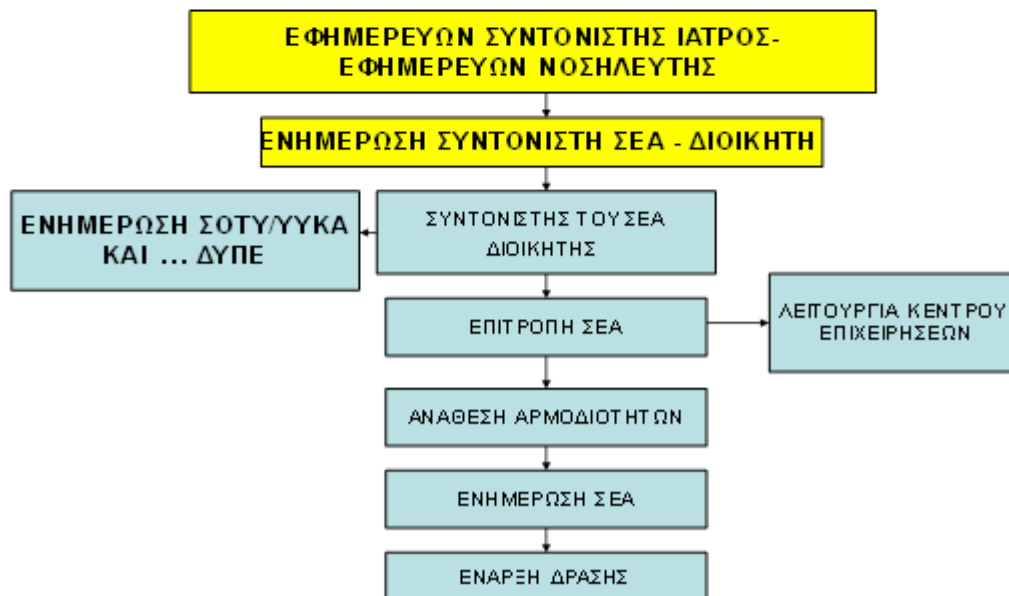 ΕΦΗΜΕΡΕΥΩΝ ΣΥΝΤΟΝΙΣΤΗΣ ΙΑΤΡΟΣ-
ΕΦΗΜΕΡΕΥΩΝ ΝΟΣΗΛΕΥΤΗΣ
ΕΝΗΜΕΡΩΣΗ ΣΥΝΤΟΝΙΣΤΗ ΣΕΑ - ΔΙΟΙΚΗΤΗ
ΕΝΗΜΕΡΩΣΗ ΣΟΤΥ/ΥΥΚΑ
ΚΑΙ ... ΔΥΠΕ
ΣΥΝΤΟΝΙΣΤΗΣ ΤΟΥ ΣΕΑ
ΔΙΟΙΚΗΤΗΣ
ΕΠΙΤΡΟΠΗ ΣΕΑ
ΛΕΙΤΟΥΡΓΙΑ ΚΕΝΤΡΟΥ
ΕΠΙΧΕΙΡΗΣΕΩΝ
ΑΝΑΘΕΣΗ ΑΡΜΟΔΙΟΤΗΤΩΝ
ΕΝΗΜΕΡΩΣΗ ΣΕΑ
ΕΝΑΡΞΗ ΔΡΑΣΗΣ